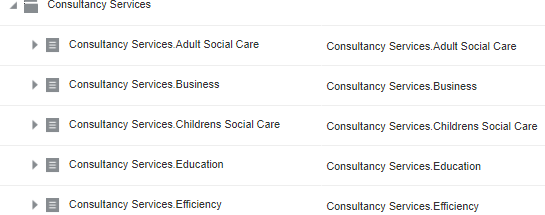 Consultancy Services
Consultancy Services.Adult Social Care Consultancy Services.Adult Social Care
Consultancy Services.Business Consultancy Services.Business
Consultancy Services.Childrens Social Care Consultancy Services.Childrens Social Care
Consultancy Services.Education Consultancy Services.Education
Consultancy Services.Efficiency Consultancy Services.Efficiency